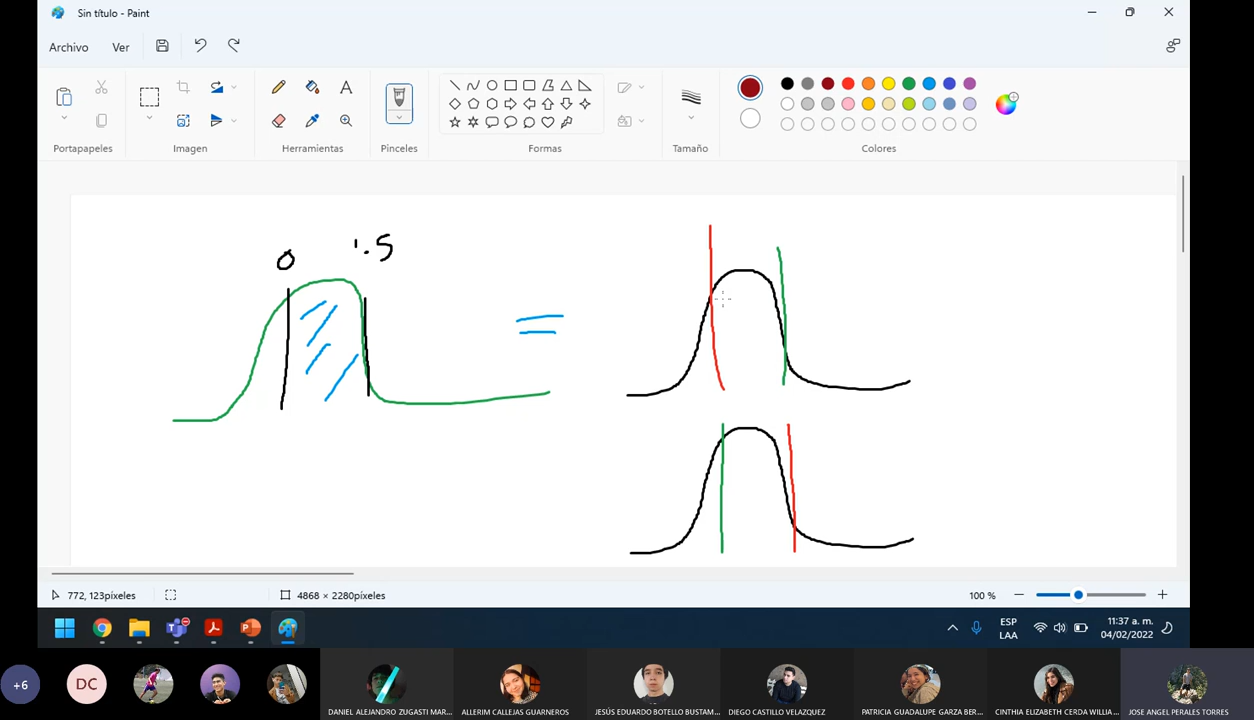 Sin título - Paint
Archivo Ver
Portapapeles Imagen Herramientas Pinceles Formas Tamaño Colores
0 1.5
=
772, 123píxeles 4868 × 2280píxeles 100 %
ESP
LAA
11:37 a. m.
04/02/2022
+6 DC DANIEL ALEJANDRO ZUGASTI MAR... ALLERIM CALLEJAS GUARNEROS JESÚS EDUARDO BOTELLO BUSTAM... DIEGO CASTILLO VELAZQUEZ PATRICIA GUADALUPE GARZA BER... CINTHIA ELIZABETH CERDA WILLIA... JOSE ANGEL PERALES TORRES